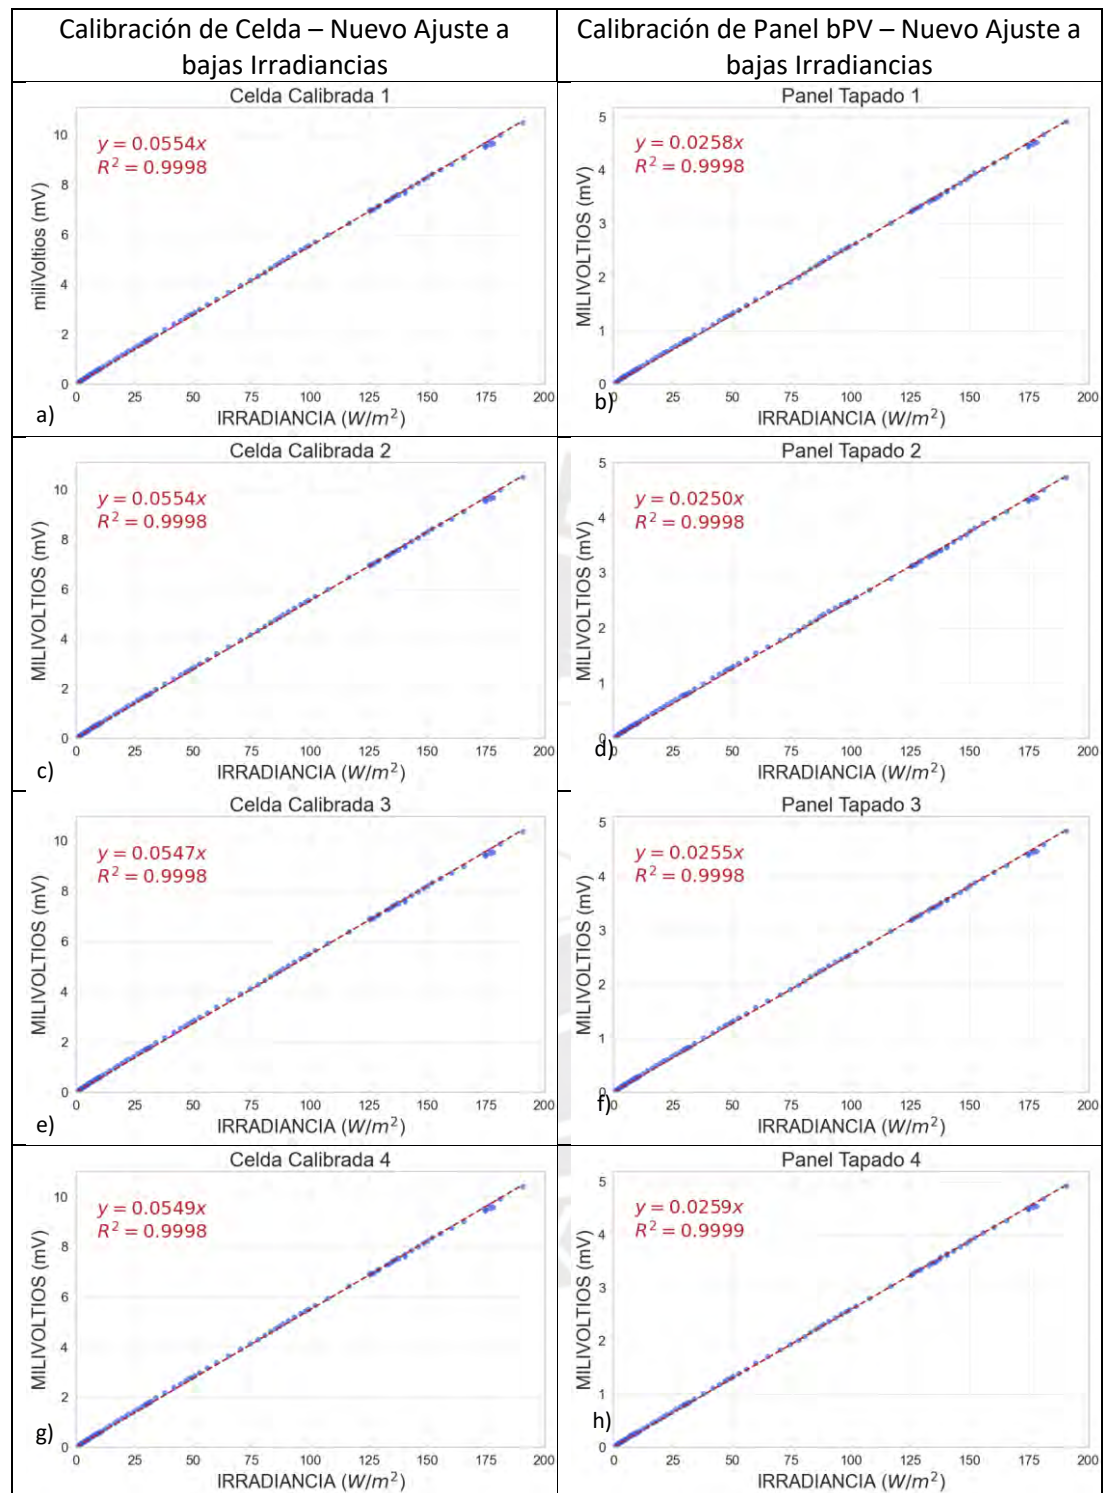 Calibración de Celda – Nuevo Ajuste a
bajas Irradiancias
Calibración de Panel bPV – Nuevo Ajuste a
bajas Irradiancias
Celda Calibrada 1
y = 0.0554x
R² = 0.9998
miliVoltios (mV)
10
8
6
4
2
0
0 25 50 75 100 125 150 175 200
IRRADIANCIA (W/m²)
a)
Panel Tapado 1
y = 0.0258x
R² = 0.9998
MILIVOLTIOS (mV)
5
4
3
2
1
0
0 25 50 75 100 125 150 175 200
IRRADIANCIA (W/m²)
b)
Celda Calibrada 2
y = 0.0554x
R² = 0.9998
MILIVOLTIOS (mV)
10
8
6
4
2
0
0 25 50 75 100 125 150 175 200
IRRADIANCIA (W/m²)
c)
Panel Tapado 2
y = 0.0250x
R² = 0.9998
MILIVOLTIOS (mV)
5
4
3
2
1
0
0 25 50 75 100 125 150 175 200
IRRADIANCIA (W/m²)
d)
Celda Calibrada 3
y = 0.0547x
R² = 0.9998
MILIVOLTIOS (mV)
10
8
6
4
2
0
0 25 50 75 100 125 150 175 200
IRRADIANCIA (W/m²)
e)
Panel Tapado 3
y = 0.0255x
R² = 0.9998
MILIVOLTIOS (mV)
5
4
3
2
1
0
0 25 50 75 100 125 150 175 200
IRRADIANCIA (W/m²)
f)
Celda Calibrada 4
y = 0.0549x
R² = 0.9998
MILIVOLTIOS (mV)
10
8
6
4
2
0
0 25 50 75 100 125 150 175 200
IRRADIANCIA (W/m²)
g)
Panel Tapado 4
y = 0.0259x
R² = 0.9999
MILIVOLTIOS (mV)
5
4
3
2
1
0
0 25 50 75 100 125 150 175 200
IRRADIANCIA (W/m²)
h)